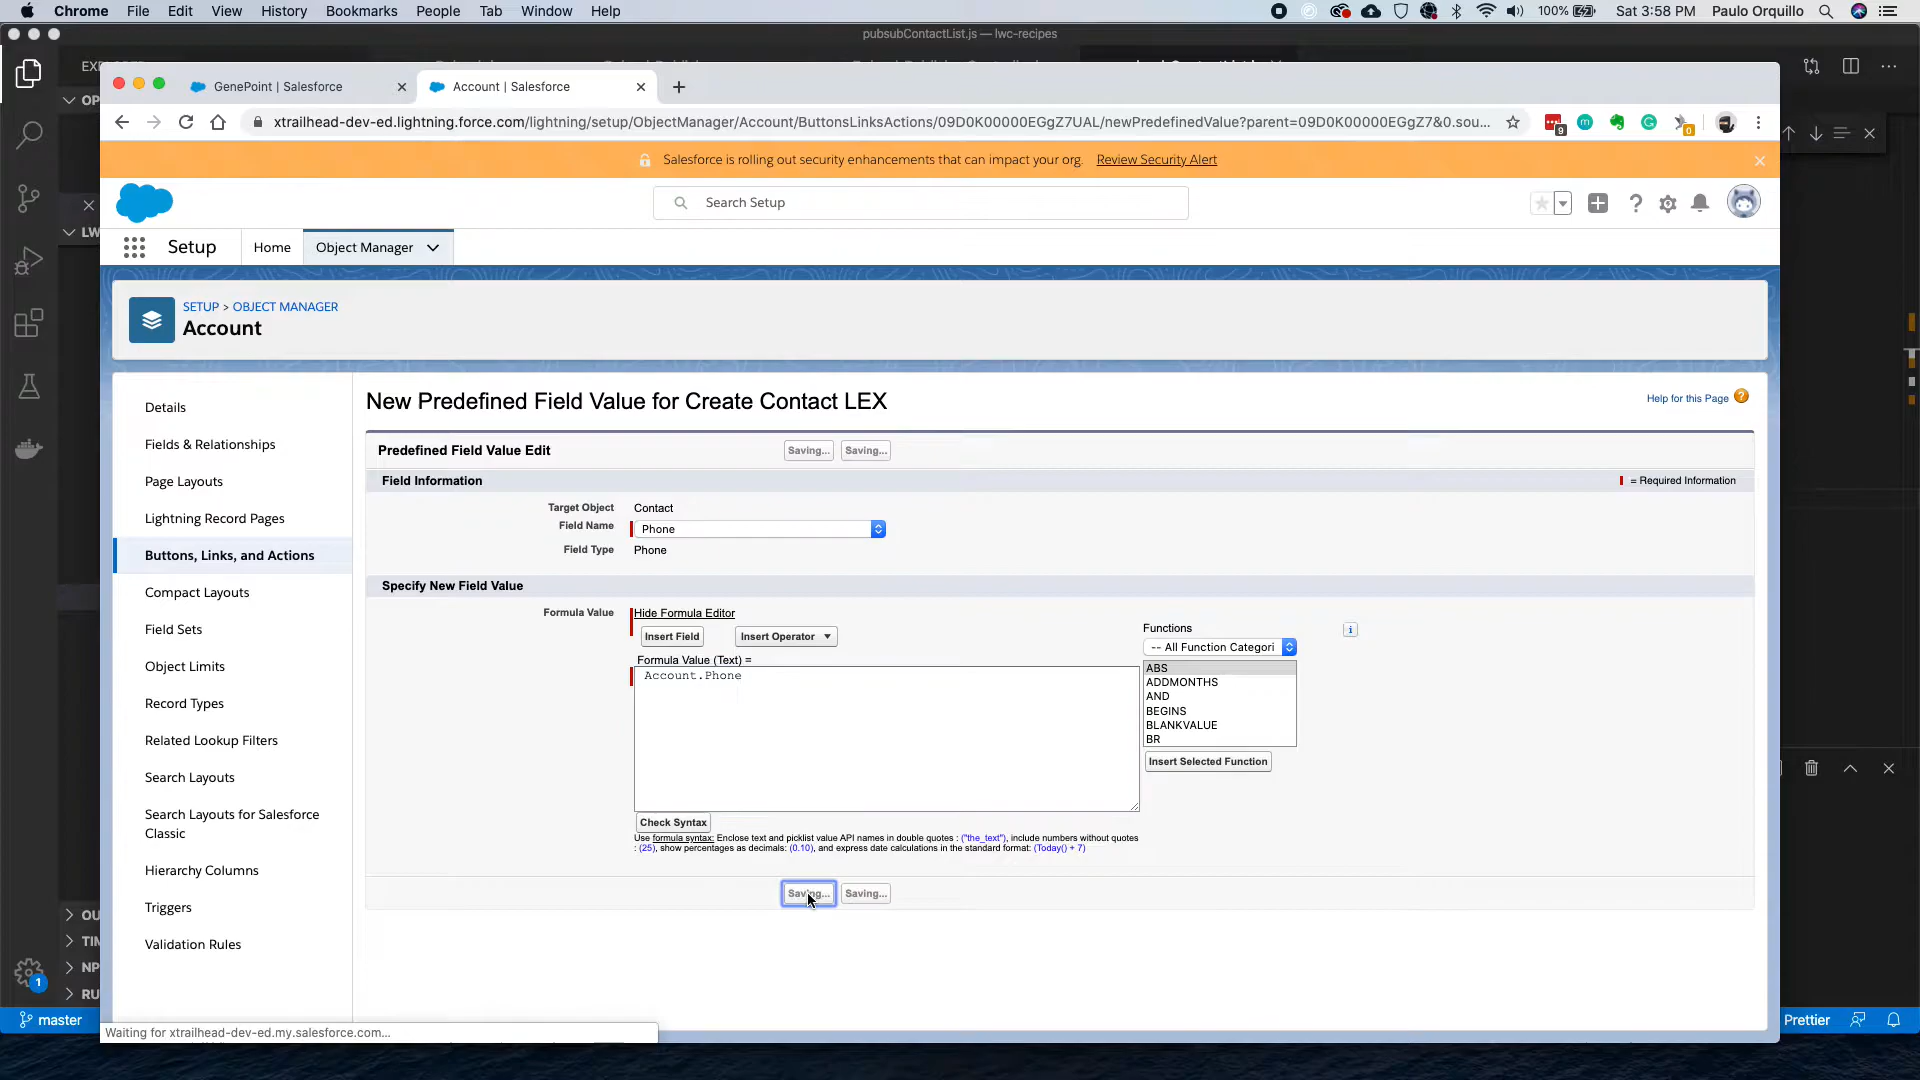 Chrome File Edit View History Bookmarks People Tab Window Help 100% Sat 3:58 PM Paulo Orquillo
pubsubContactList.js — lwc-recipes
GenePoint | Salesforce Account | Salesforce
xtrailhead-dev-ed.lightning.force.com/lightning/setup/ObjectManager/Account/ButtonsLinksActions/09D0K00000EGgZ7UAL/newPredefinedValue?parent=09D0K00000EGgZ7&0.sou...
9 0
Salesforce is rolling out security enhancements that can impact your org. Review Security Alert
Search Setup
Setup Home Object Manager
SETUP > OBJECT MANAGER
Account
Details
Fields & Relationships
Page Layouts
Lightning Record Pages
Buttons, Links, and Actions
Compact Layouts
Field Sets
Object Limits
Record Types
Related Lookup Filters
Search Layouts
Search Layouts for Salesforce
Classic
Hierarchy Columns
Triggers
Validation Rules
New Predefined Field Value for Create Contact LEX
Help for this Page ?
Predefined Field Value Edit Saving... Saving...
Field Information = Required Information
Target Object Contact
Field Name Phone
Field Type Phone
Specify New Field Value
Formula Value Hide Formula Editor
Insert Field Insert Operator
Formula Value (Text) =
Account.Phone
Functions
-- All Function Categori
ABS
ADDMONTHS
AND
BEGINS
BLANKVALUE
BR
Insert Selected Function
Check Syntax
Use formula syntax: Enclose text and picklist value API names in double quotes : ("the_text"), include numbers without quotes
: (25), show percentages as decimals: (0.10), and express date calculations in the standard format: (Today() + 7)
Saving... Saving...
1
master
Waiting for xtrailhead-dev-ed.my.salesforce.com...
Prettier